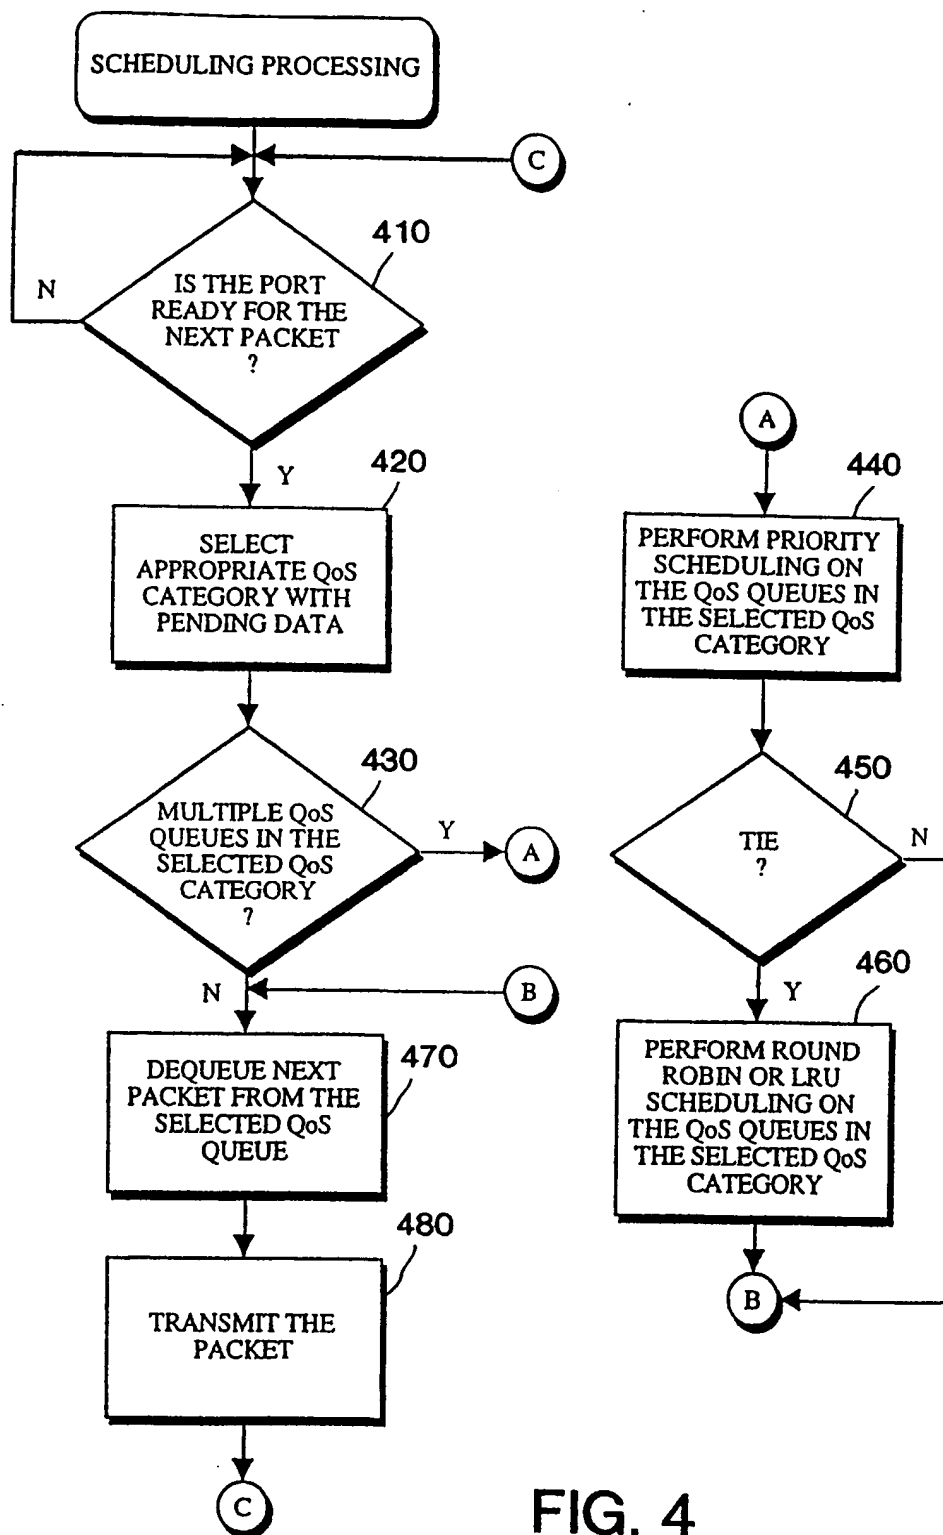 SCHEDULING PROCESSING
C
410
IS THE PORT
READY FOR THE
NEXT PACKET
?
N
Y
420
SELECT
APPROPRIATE QoS
CATEGORY WITH
PENDING DATA
430
MULTIPLE QoS
QUEUES IN THE
SELECTED QoS
CATEGORY
?
Y
A
N
B
470
DEQUEUE NEXT
PACKET FROM THE
SELECTED QoS
QUEUE
480
TRANSMIT THE
PACKET
C
A
440
PERFORM PRIORITY
SCHEDULING ON
THE QoS QUEUES IN
THE SELECTED QoS
CATEGORY
450
TIE
?
N
Y
460
PERFORM ROUND
ROBIN OR LRU
SCHEDULING ON
THE QoS QUEUES IN
THE SELECTED QoS
CATEGORY
B
FIG. 4